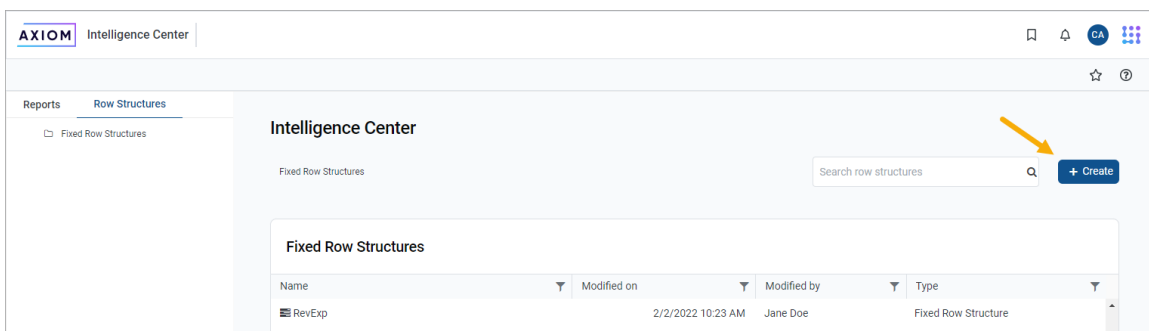 AXIOM Intelligence Center
CA
Reports Row Structures
Fixed Row Structures
Intelligence Center
Fixed Row Structures
Search row structures
+ Create
Fixed Row Structures
Name Modified on Modified by Type
RevExp 2/2/2022 10:23 AM Jane Doe Fixed Row Structure